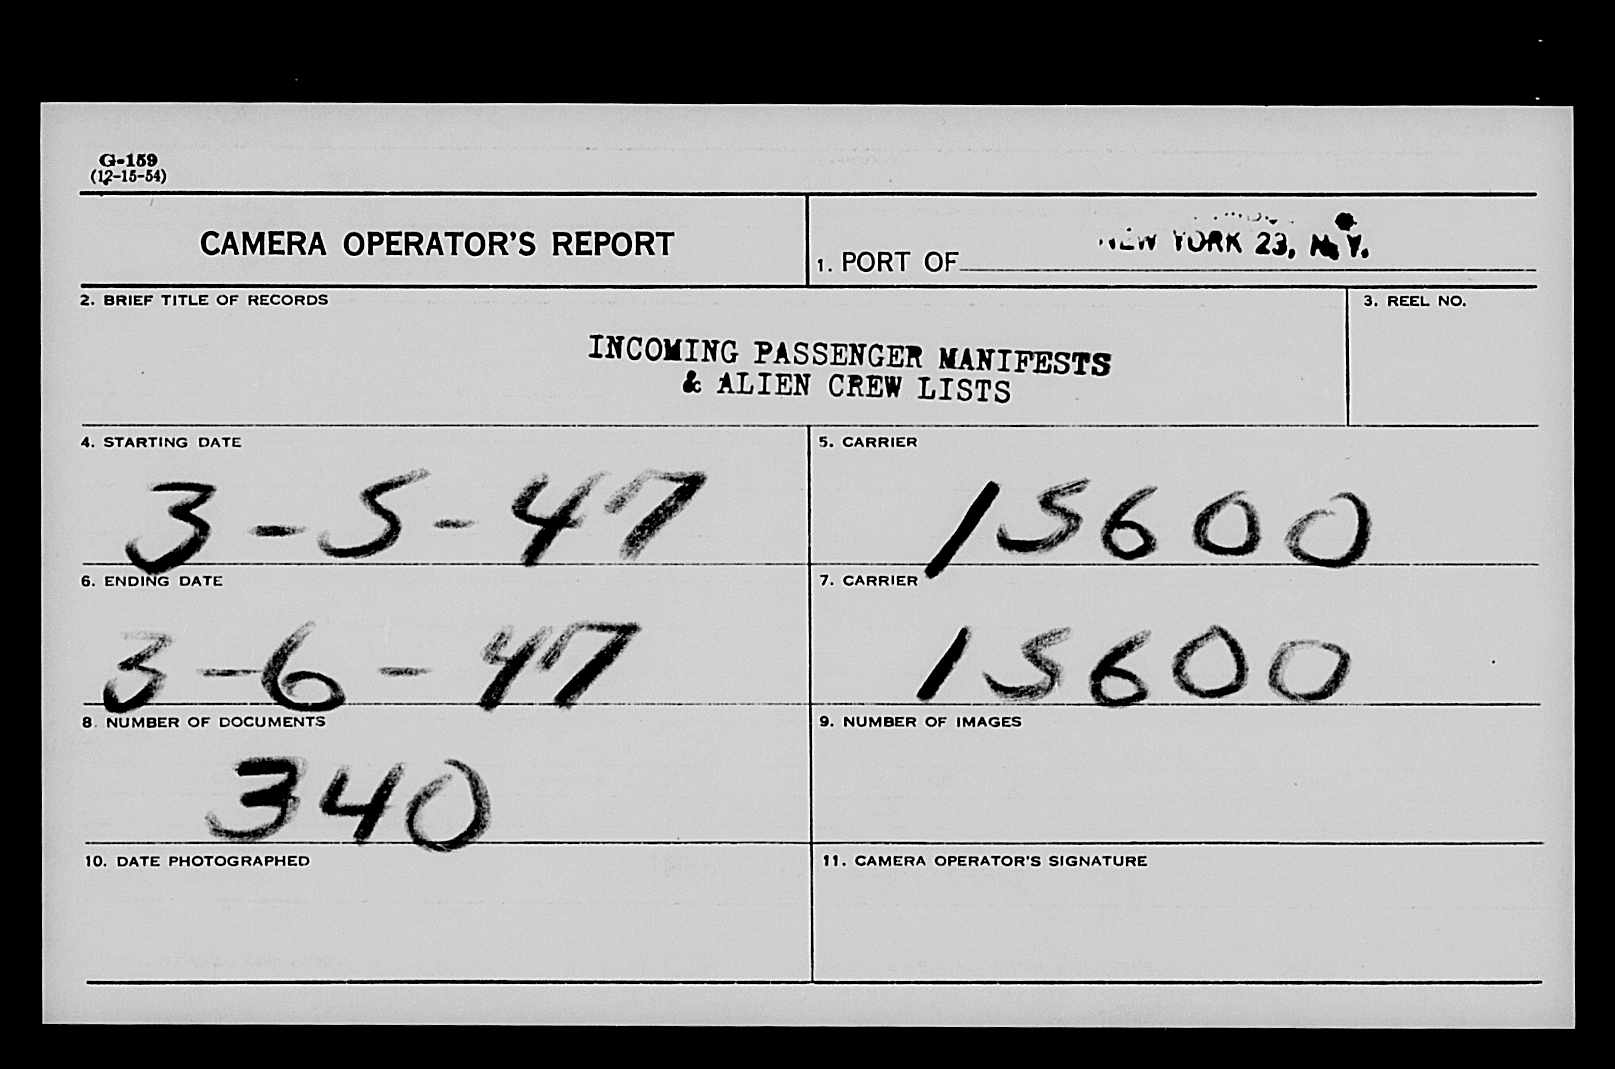 G-159
(12-15-54)
CAMERA OPERATOR'S REPORT
1. PORT OF NEW YORK 23, N. Y.
2. BRIEF TITLE OF RECORDS
INCOMING PASSENGER MANIFESTS
& ALIEN CREW LISTS
3. REEL NO.
4. STARTING DATE
3-5-47
5. CARRIER
15600
6. ENDING DATE
3-6-47
7. CARRIER
15600
8. NUMBER OF DOCUMENTS
340
9. NUMBER OF IMAGES
10. DATE PHOTOGRAPHED
11. CAMERA OPERATOR'S SIGNATURE